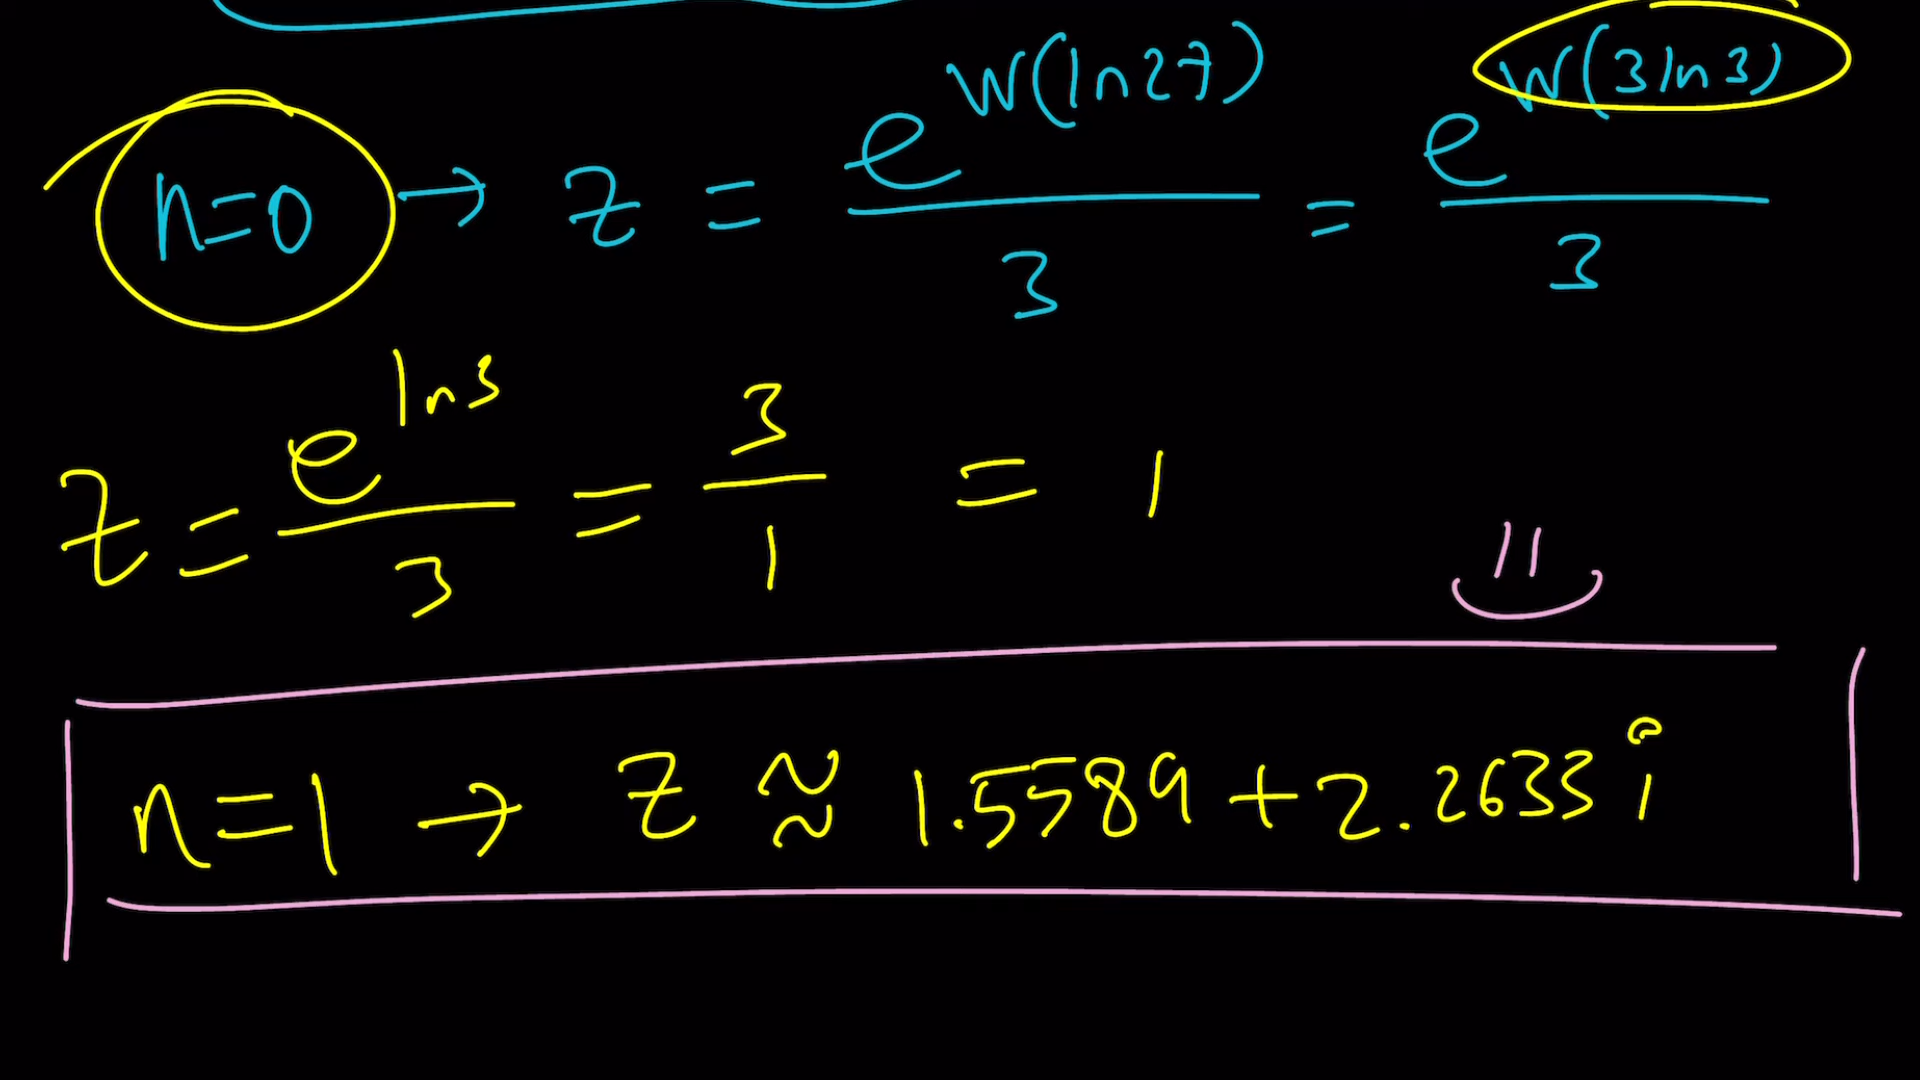 n=0 → z = e^W(ln27)/3 = e^W(3ln3)/3
z = e^ln3/3 = 3/1 = 1
n=1 → z ≈ 1.5589 + 2.2633i